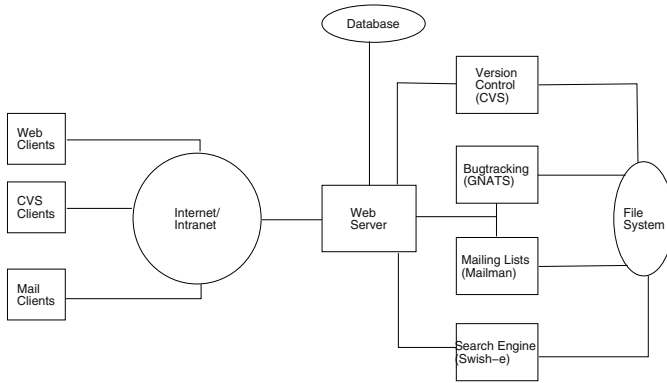 Database
Version
Control
(CVS)
Web
Clients
Bugtracking
(GNATS)
CVS
Clients
Internet/
Intranet
Web
Server
File
System
Mailing Lists
(Mailman)
Mail
Clients
Search Engine
(Swish–e)